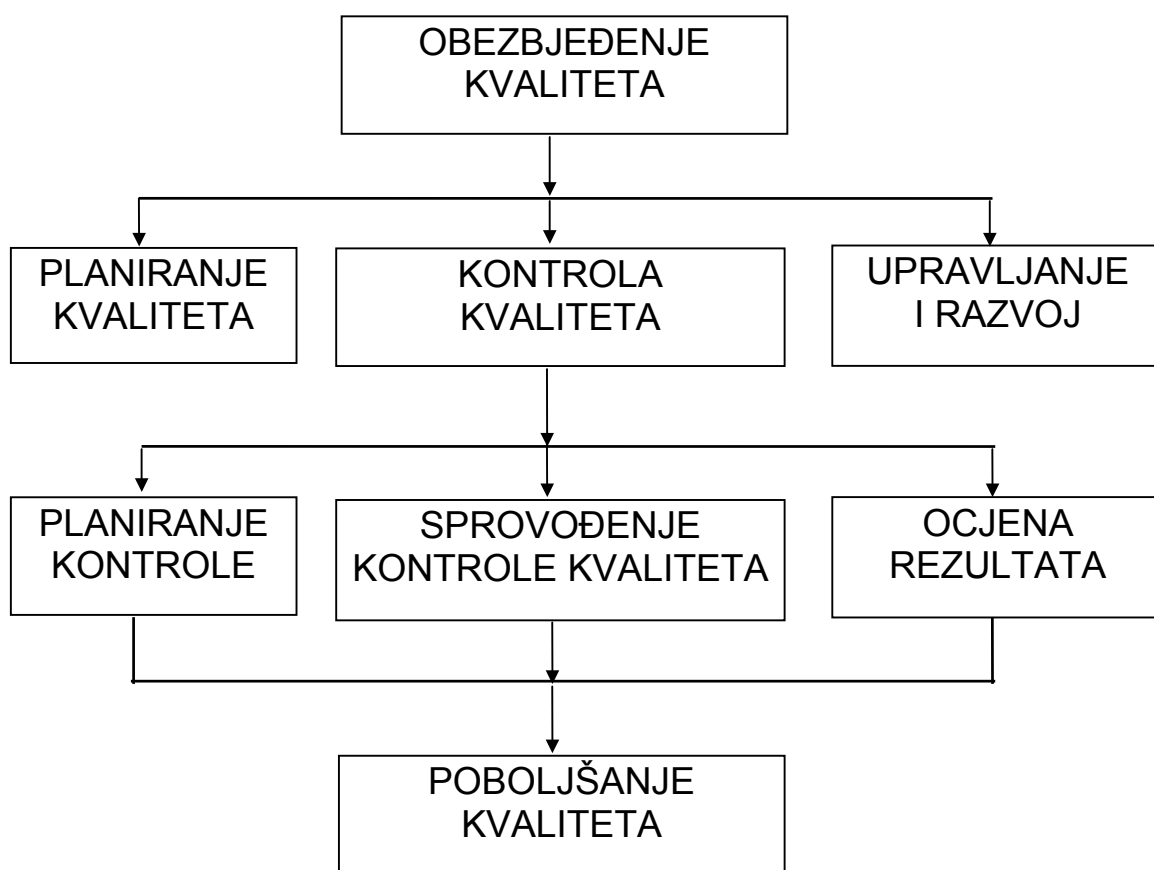 OBEZBJEĐENJE
KVALITETA
PLANIRANJE
KVALITETA
KONTROLA
KVALITETA
UPRAVLJANJE
I RAZVOJ
PLANIRANJE
KONTROLE
SPROVOĐENJE
KONTROLE KVALITETA
OCJENA
REZULTATA
POBOLJŠANJE
KVALITETA